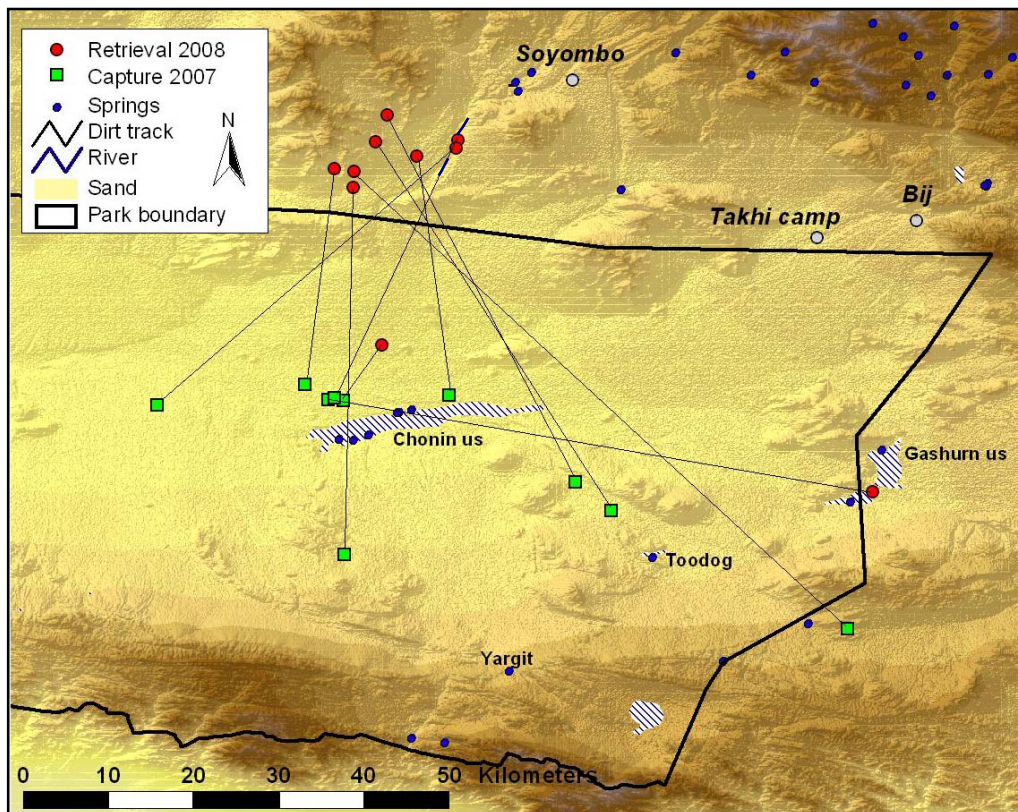 Retrieval 2008
Capture 2007
Springs
Dirt track
River
Sand
Park boundary
N
Soyombo
Bij
Takhi camp
Chonin us
Gashurn us
Toodog
Yargit
0 10 20 30 40 50 Kilometers